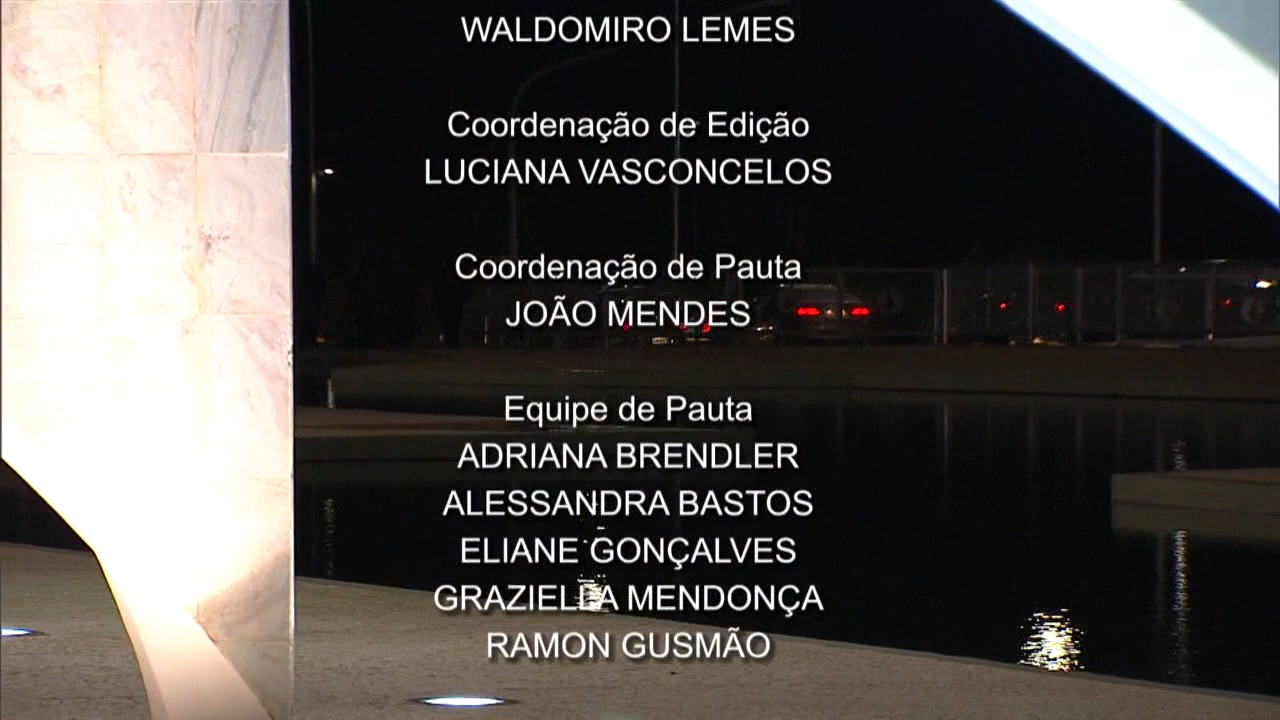 WALDOMIRO LEMES
Coordenação de Edição
LUCIANA VASCONCELOS
Coordenação de Pauta
JOÃO MENDES
Equipe de Pauta
ADRIANA BRENDLER
ALESSANDRA BASTOS
ELIANE GONÇALVES
GRAZIELLA MENDONÇA
RAMON GUSMÃO